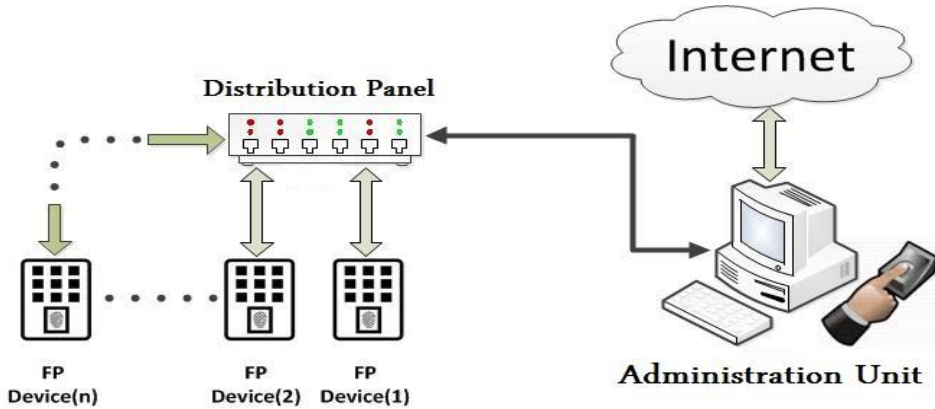 Internet
Distribution Panel
FP
Device(n)
FP
Device(2)
FP
Device(1)
Administration Unit